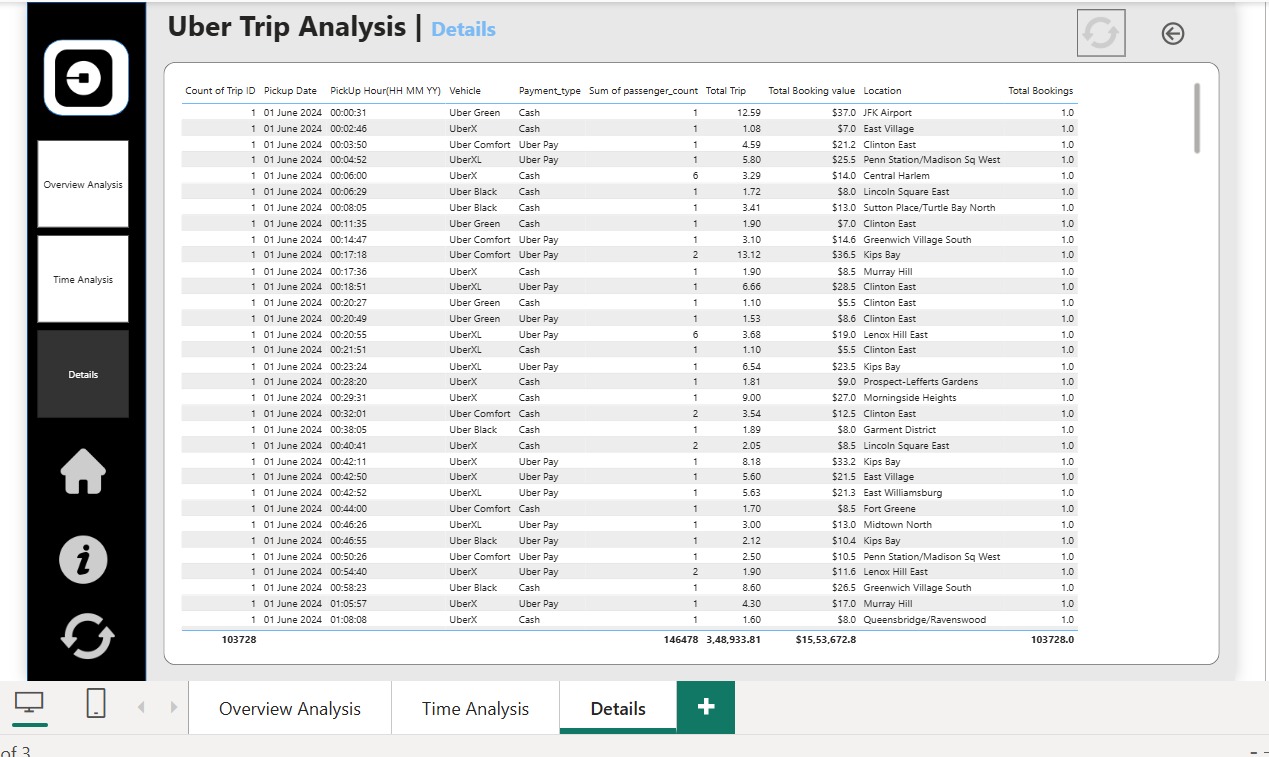 Uber Trip Analysis | Details
Overview Analysis
Time Analysis
Details
Count of Trip ID Pickup Date PickUp Hour(HH MM YY) Vehicle Payment_type Sum of passenger_count Total Trip Total Booking value Location Total Bookings
1 01 June 2024 00:00:31 Uber Green Cash 1 12.59 $37.0 JFK Airport 1.0
1 01 June 2024 00:02:46 UberX Cash 1 1.08 $7.0 East Village 1.0
1 01 June 2024 00:03:50 Uber Comfort Uber Pay 1 4.59 $21.2 Clinton East 1.0
1 01 June 2024 00:04:52 UberXL Uber Pay 1 5.80 $25.5 Penn Station/Madison Sq West 1.0
1 01 June 2024 00:06:00 UberX Cash 6 3.29 $14.0 Central Harlem 1.0
1 01 June 2024 00:06:29 Uber Black Cash 1 1.72 $8.0 Lincoln Square East 1.0
1 01 June 2024 00:08:05 Uber Black Cash 1 3.41 $13.0 Sutton Place/Turtle Bay North 1.0
1 01 June 2024 00:11:35 Uber Green Cash 1 1.90 $7.0 Clinton East 1.0
1 01 June 2024 00:14:47 Uber Comfort Uber Pay 1 3.10 $14.6 Greenwich Village South 1.0
1 01 June 2024 00:17:18 Uber Comfort Uber Pay 2 13.12 $36.5 Kips Bay 1.0
1 01 June 2024 00:17:36 UberX Cash 1 1.90 $8.5 Murray Hill 1.0
1 01 June 2024 00:18:51 UberXL Uber Pay 1 6.66 $28.5 Clinton East 1.0
1 01 June 2024 00:20:27 Uber Green Cash 1 1.10 $5.5 Clinton East 1.0
1 01 June 2024 00:20:49 Uber Green Uber Pay 1 1.53 $8.6 Clinton East 1.0
1 01 June 2024 00:20:55 UberXL Uber Pay 6 3.68 $19.0 Lenox Hill East 1.0
1 01 June 2024 00:21:51 UberXL Cash 1 1.10 $5.5 Clinton East 1.0
1 01 June 2024 00:23:24 UberXL Uber Pay 1 6.54 $23.5 Kips Bay 1.0
1 01 June 2024 00:28:20 UberX Cash 1 1.81 $9.0 Prospect-Lefferts Gardens 1.0
1 01 June 2024 00:29:31 UberX Cash 1 9.00 $27.0 Morningside Heights 1.0
1 01 June 2024 00:32:01 Uber Comfort Cash 2 3.54 $12.5 Clinton East 1.0
1 01 June 2024 00:38:05 Uber Black Cash 1 1.89 $8.0 Garment District 1.0
1 01 June 2024 00:40:41 UberX Cash 2 2.05 $8.5 Lincoln Square East 1.0
1 01 June 2024 00:42:11 UberX Uber Pay 1 8.18 $33.2 Kips Bay 1.0
1 01 June 2024 00:42:50 UberX Uber Pay 1 5.60 $21.5 East Village 1.0
1 01 June 2024 00:42:52 UberXL Uber Pay 1 5.63 $21.3 East Williamsburg 1.0
1 01 June 2024 00:44:00 Uber Comfort Cash 1 1.70 $8.5 Fort Greene 1.0
1 01 June 2024 00:46:26 UberXL Uber Pay 1 3.00 $13.0 Midtown North 1.0
1 01 June 2024 00:46:55 Uber Black Uber Pay 1 2.12 $10.4 Kips Bay 1.0
1 01 June 2024 00:50:26 Uber Comfort Uber Pay 1 2.50 $10.5 Penn Station/Madison Sq West 1.0
1 01 June 2024 00:54:40 UberX Uber Pay 2 1.90 $11.6 Lenox Hill East 1.0
1 01 June 2024 00:58:23 Uber Black Cash 1 8.60 $26.5 Greenwich Village South 1.0
1 01 June 2024 01:05:57 UberX Uber Pay 1 4.30 $17.0 Murray Hill 1.0
1 01 June 2024 01:08:08 UberX Cash 1 1.60 $8.0 Queensbridge/Ravenswood 1.0
103728 146478 3,48,933.81 $15,53,672.8 103728.0
Overview Analysis Time Analysis Details +
of 3